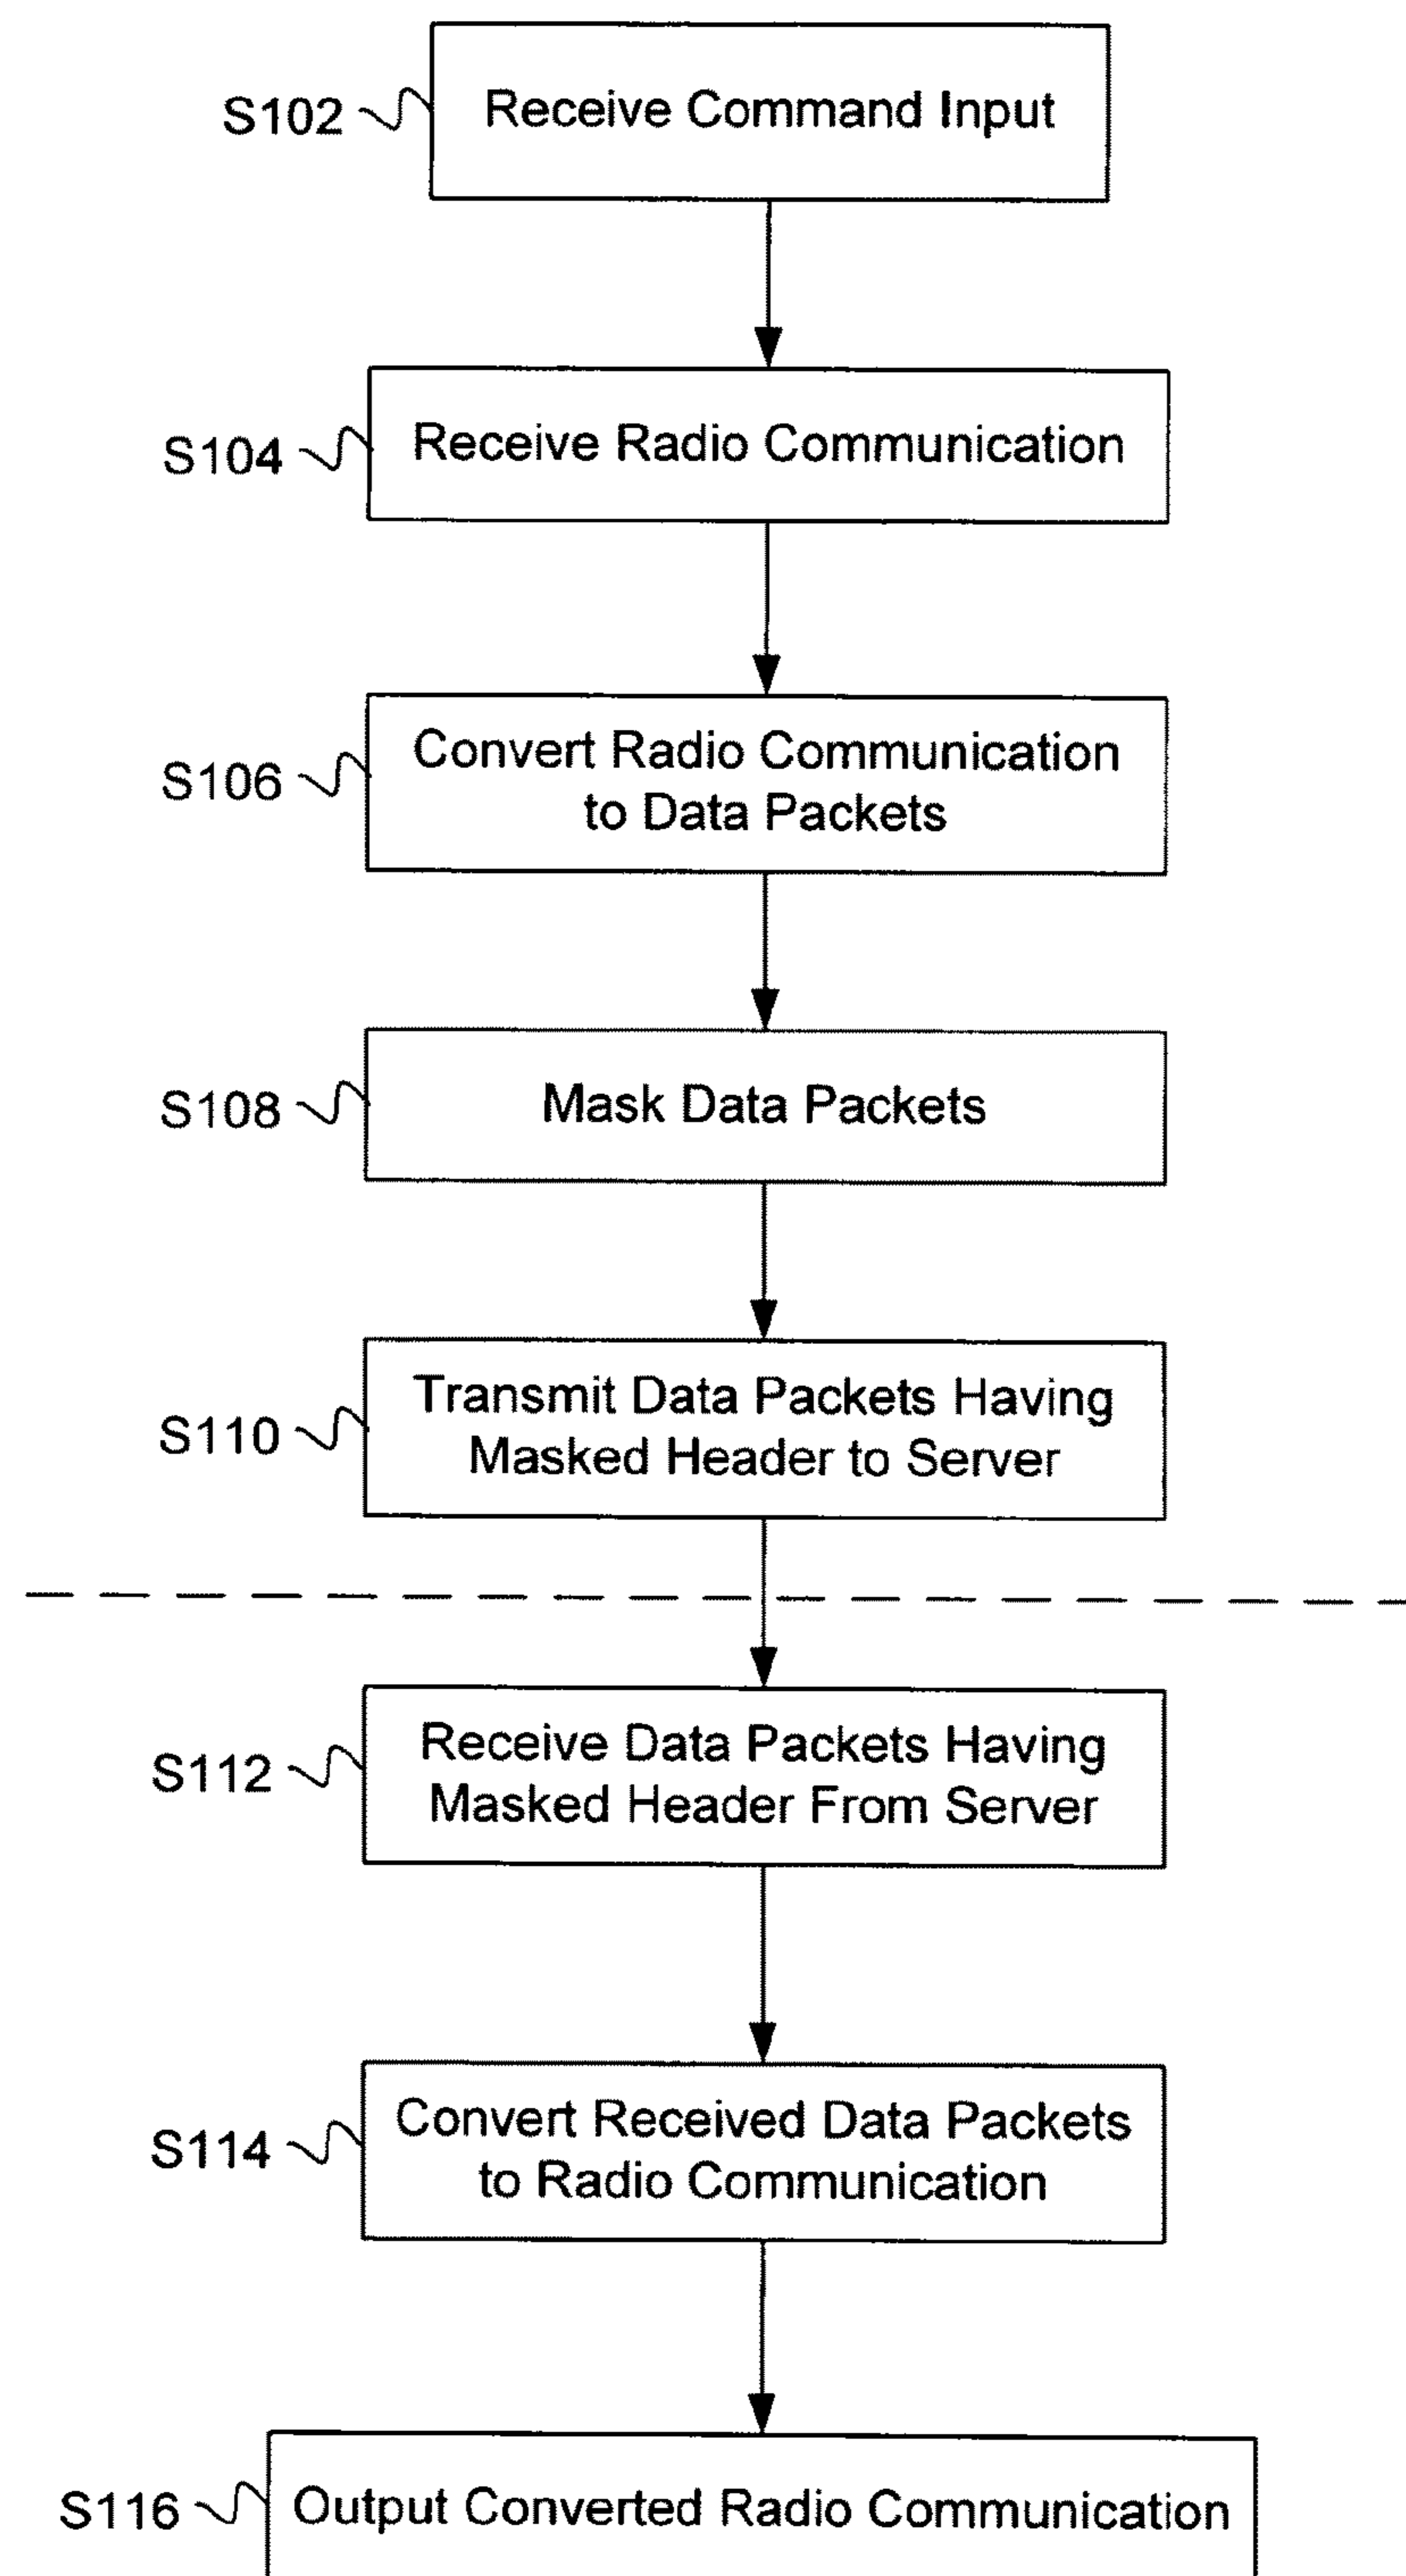 S102
Receive Command Input
S104
Receive Radio Communication
S106
Convert Radio Communication
to Data Packets
S108
Mask Data Packets
S110
Transmit Data Packets Having
Masked Header to Server
S112
Receive Data Packets Having
Masked Header From Server
S114
Convert Received Data Packets
to Radio Communication
S116
Output Converted Radio Communication